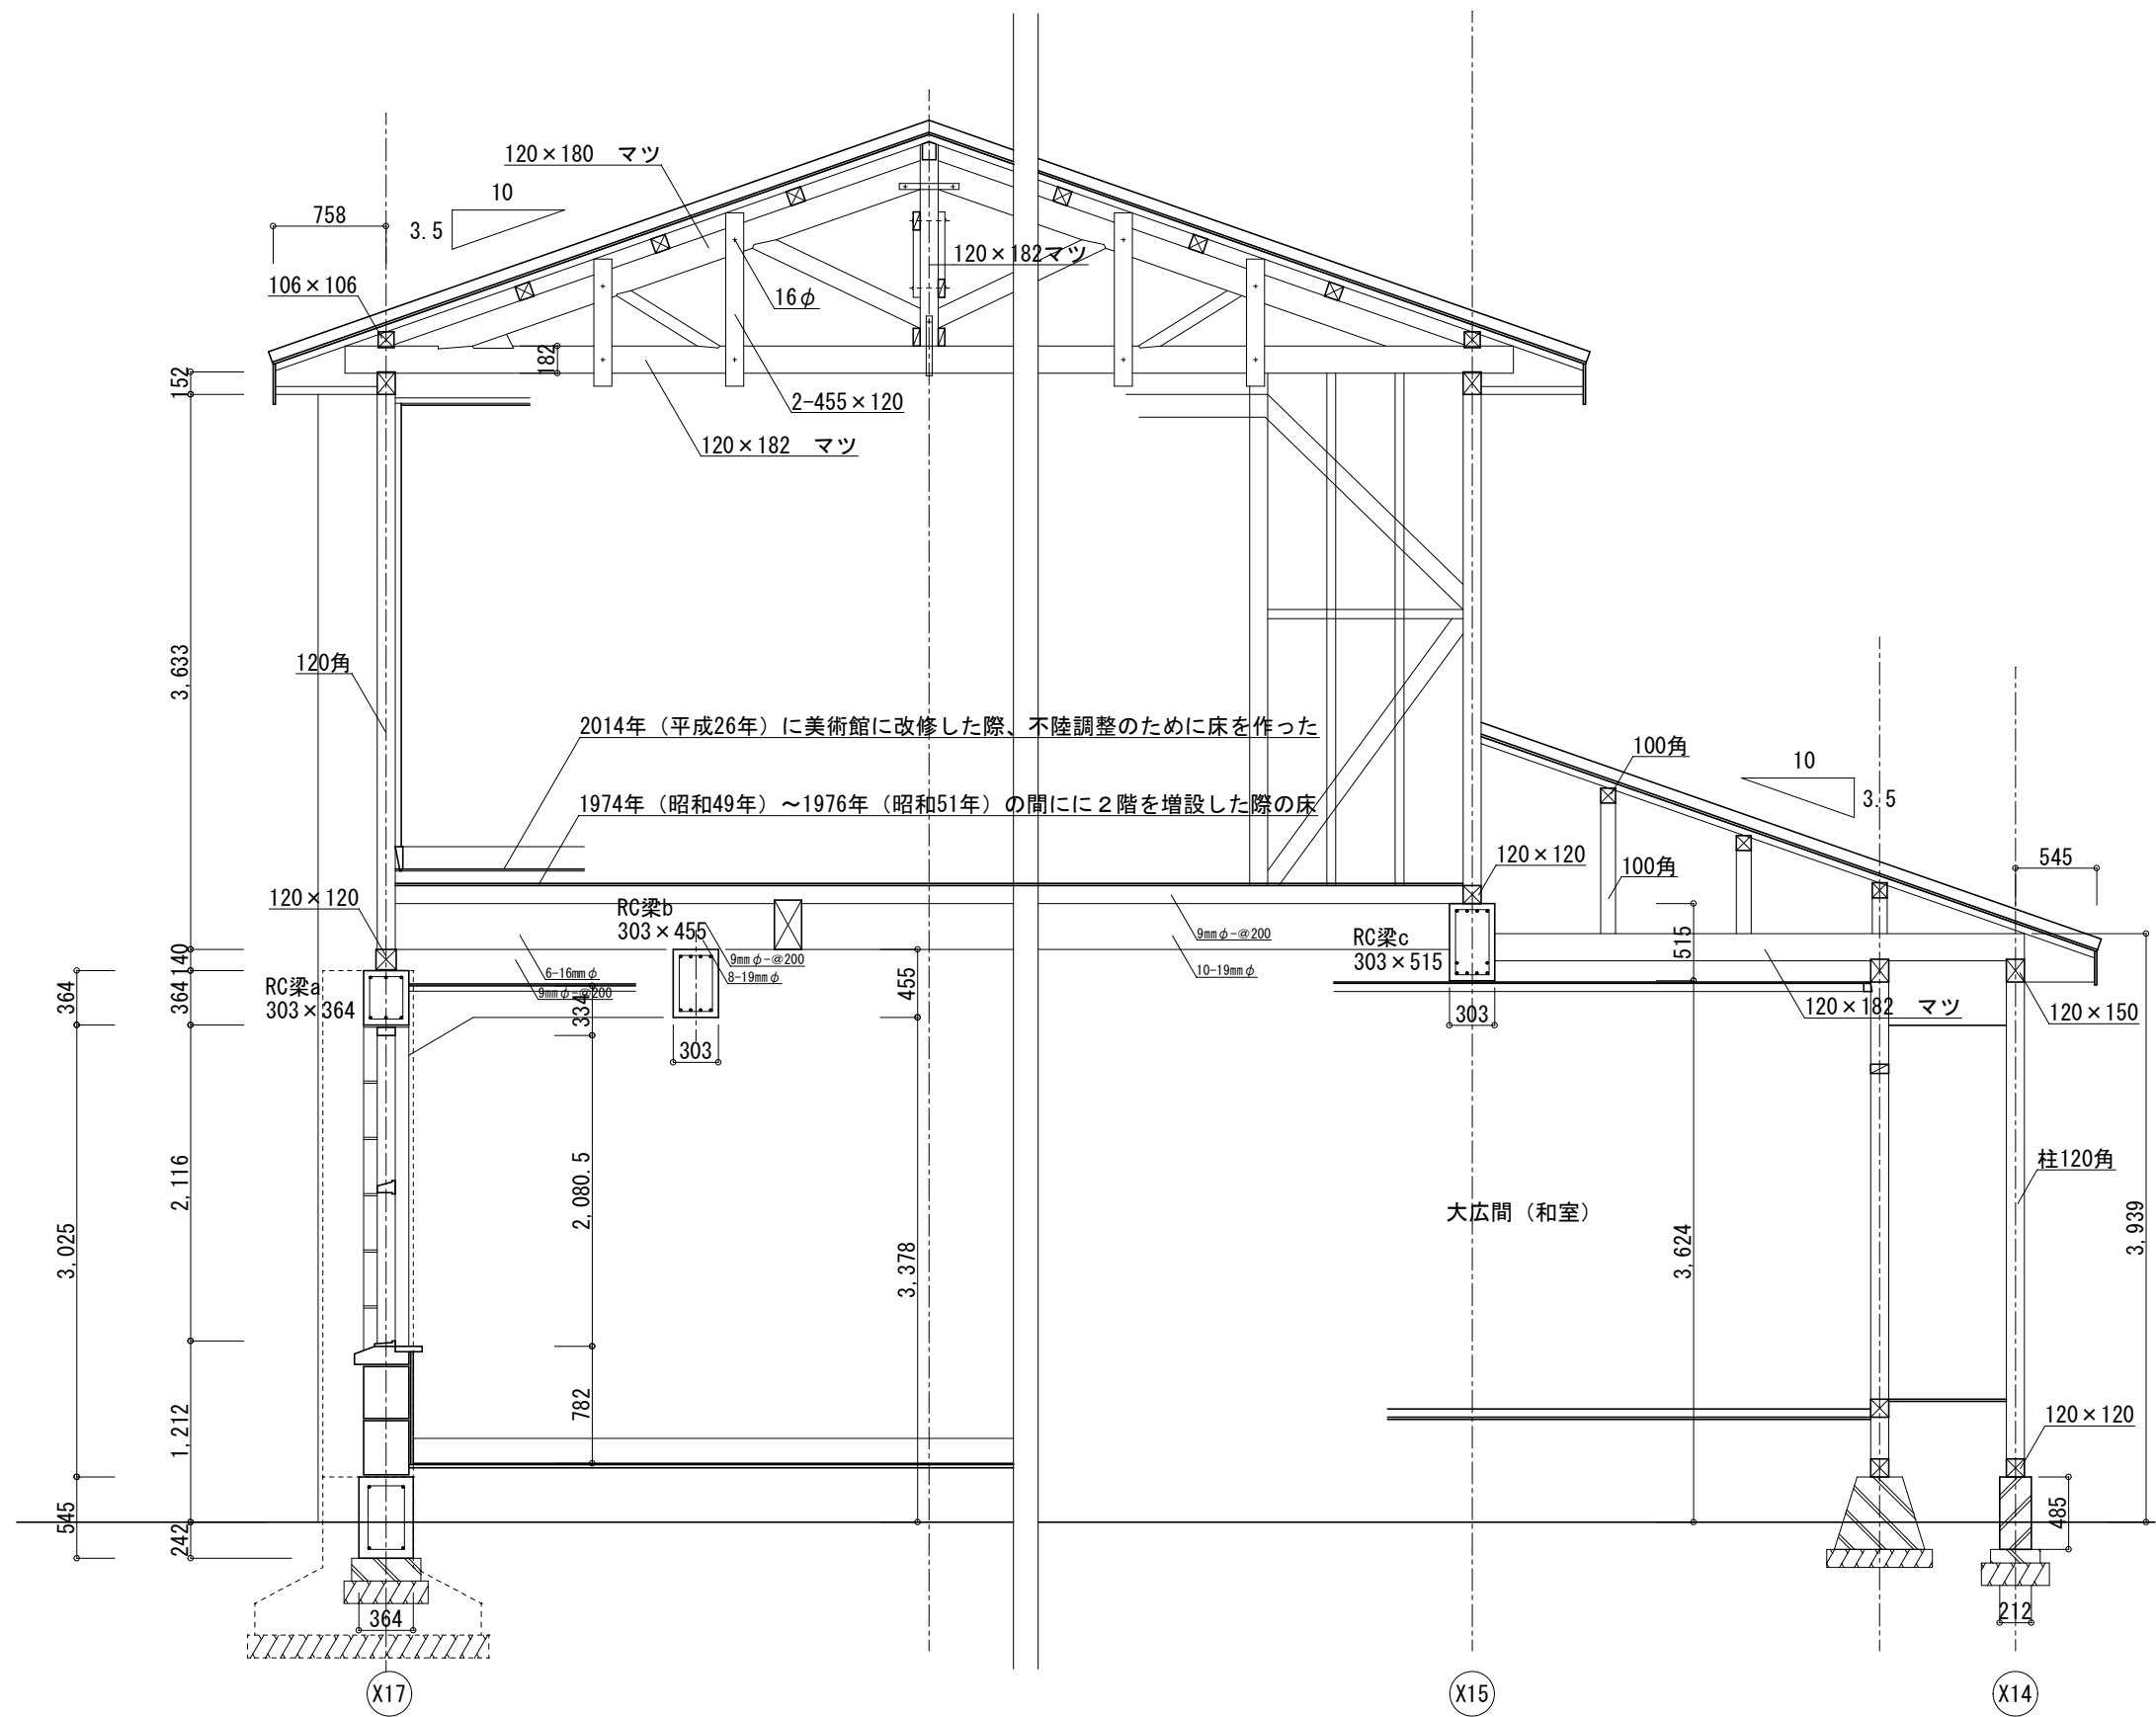 120×180　マツ
10
3.5
758
106×106
120×182マツ
16φ
182
152
2-455×120
120×182　マツ
3,633
120角
2014年（平成26年）に美術館に改修した際、不陸調整のために床を作った
1974年（昭和49年）～1976年（昭和51年）の間にに２階を増設した際の床
100角
10
3.5
545
120×120
100角
120×120
RC梁b
303×455
9mmφ-@200
8-19mmφ
6-16mmφ
9mmφ-@200
9mmφ-@200
10-19mmφ
RC梁c
303×515
515
140
364
364
RC梁a
303×364
334
455
303
303
120×182　マツ
120×150
2,116
3,025
2,080.5
3,378
大広間（和室）
3,624
柱120角
3,939
782
1,212
120×120
545
242
485
364
212
X17
X15
X14